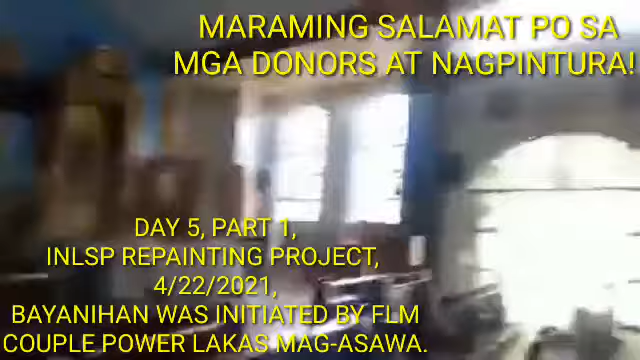 MARAMING SALAMAT PO SA
MGA DONORS AT NAGPINTURA!
DAY 5, PART 1,
INLSP REPAINTING PROJECT,
4/22/2021,
BAYANIHAN WAS INITIATED BY FLM
COUPLE POWER LAKAS MAG-ASAWA.